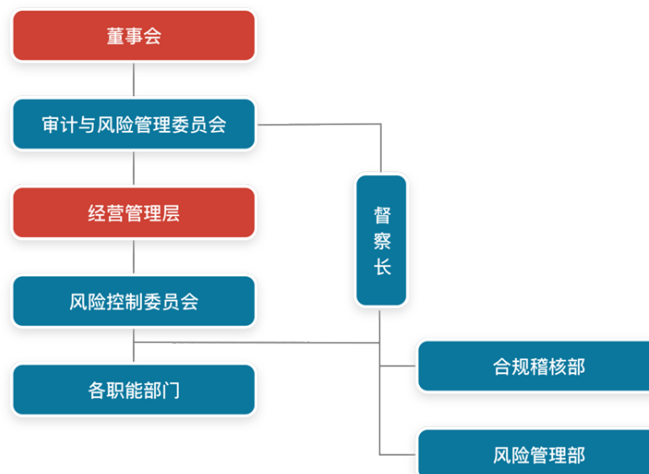 董事会
审计与风险管理委员会
经营管理层
督察长
风险控制委员会
合规稽核部
各职能部门
风险管理部